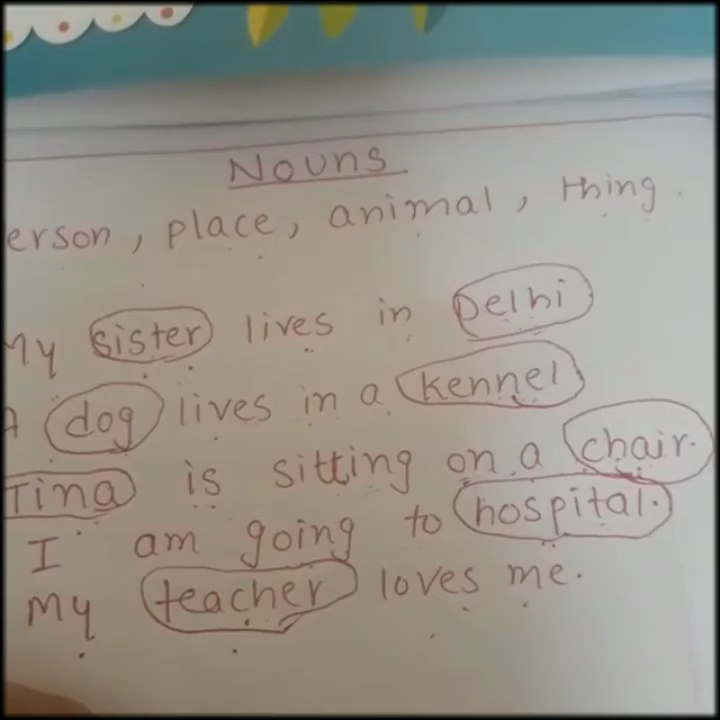 Nouns
erson, place, animal, thing.
My sister lives in Delhi
A dog lives in a kennel
Tina is sitting on a chair.
I am going to hospital.
My teacher loves me.